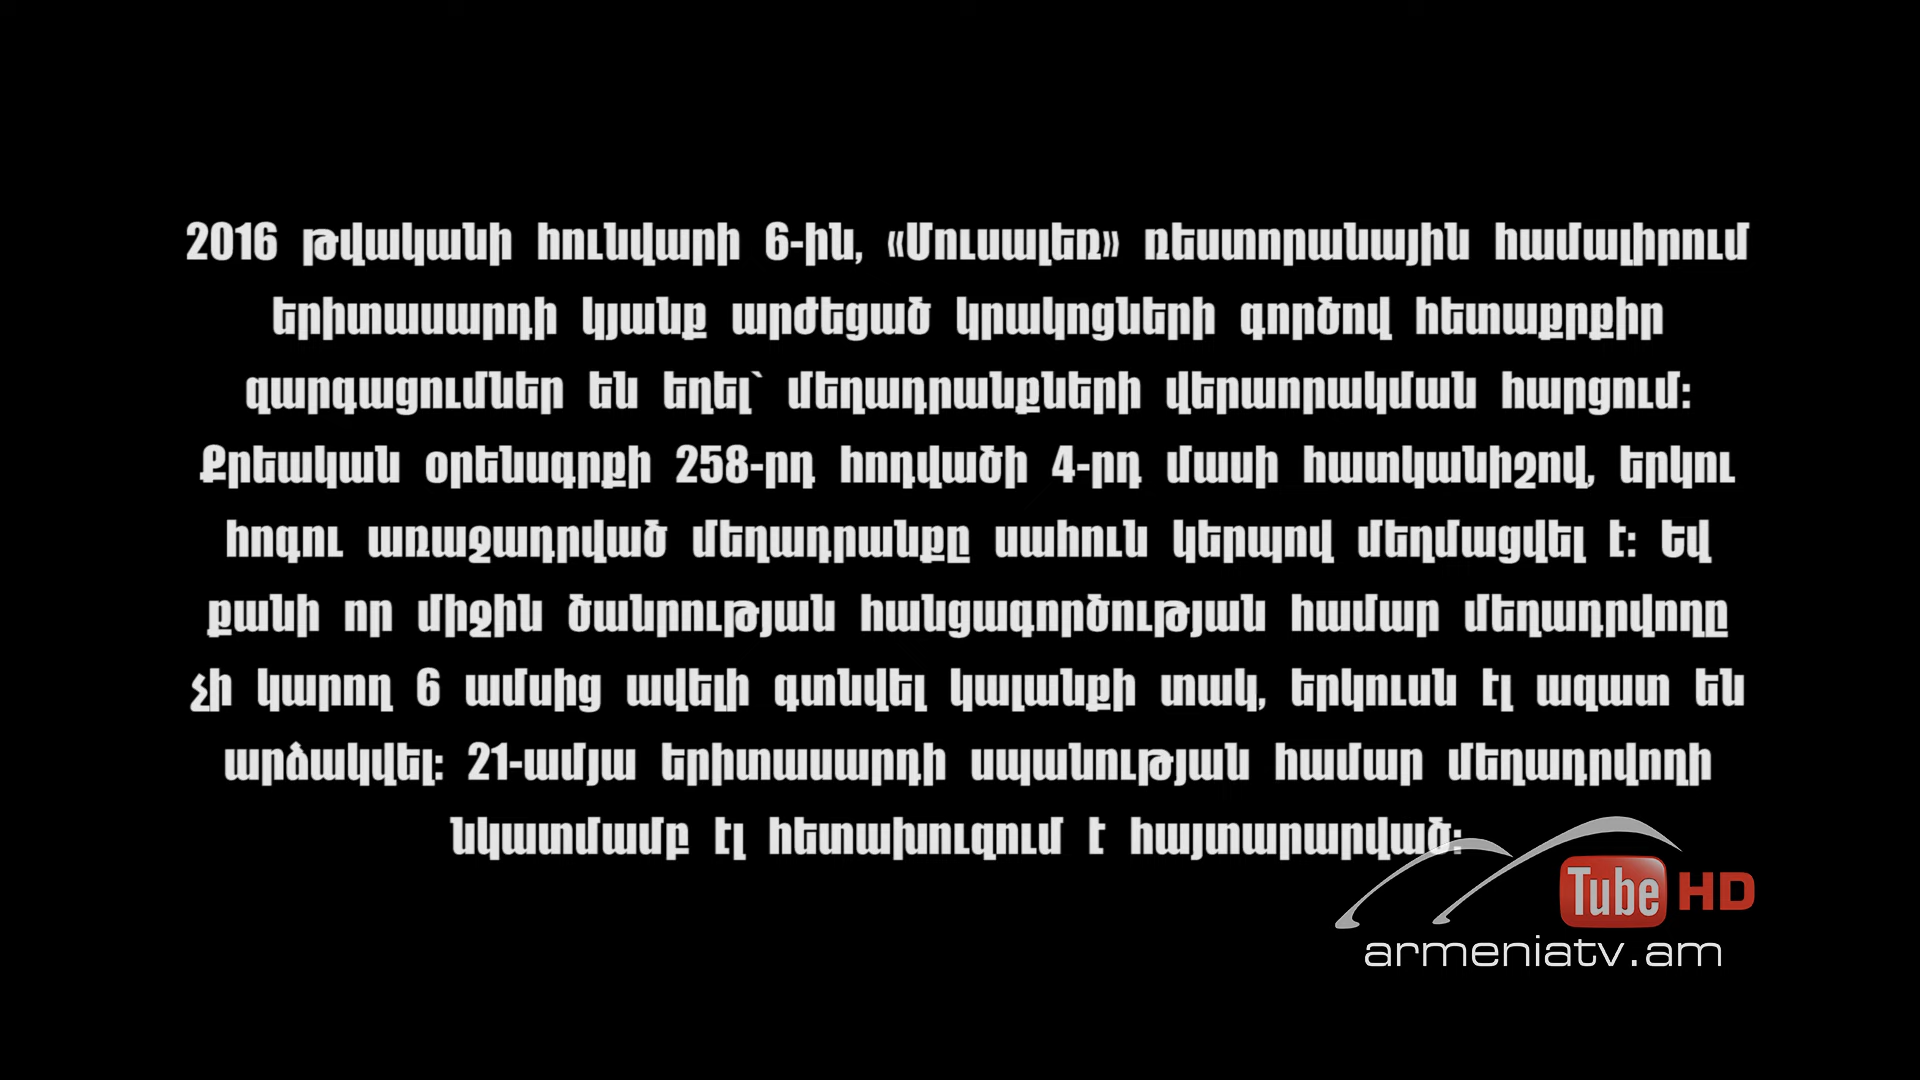 2016 թվականի հունվարի 6-ին, «Մուսալեռ» ռեստորանային համալիրում
երիտասարդի կյանք արժեցած կրակոցների գործով հետաքրքիր
զարգացումներ են եղել՝ մեղադրանքների վերաորակման հարցում:
Քրեական օրենսգրքի 258-րդ հոդվածի 4-րդ մասի հատկանիշով, երկու
հոգու առաջադրված մեղադրանքը սահուն կերպով մեղմացվել է: Եվ
քանի որ միջին ծանրության հանցագործության համար մեղադրվողը
չի կարող 6 ամսից ավելի գտնվել կալանքի տակ, երկուսն էլ ազատ են
արձակվել: 21-ամյա երիտասարդի սպանության համար մեղադրվողի
նկատմամբ էլ հետախուզում է հայտարարված:
Tube HD
armeniatv.am